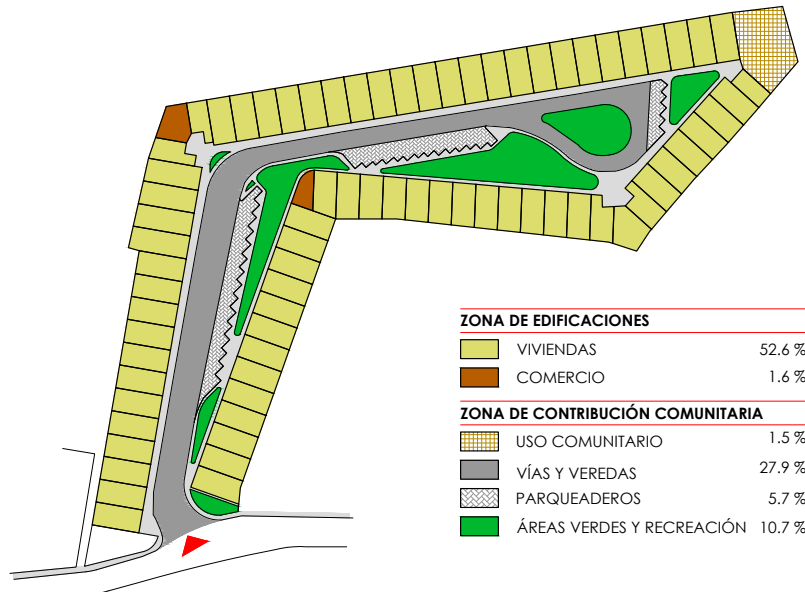 ZONA DE EDIFICACIONES
VIVIENDAS 52.6 %
COMERCIO 1.6 %
ZONA DE CONTRIBUCIÓN COMUNITARIA
USO COMUNITARIO 1.5 %
VÍAS Y VEREDAS 27.9 %
PARQUEADEROS 5.7 %
ÁREAS VERDES Y RECREACIÓN 10.7 %